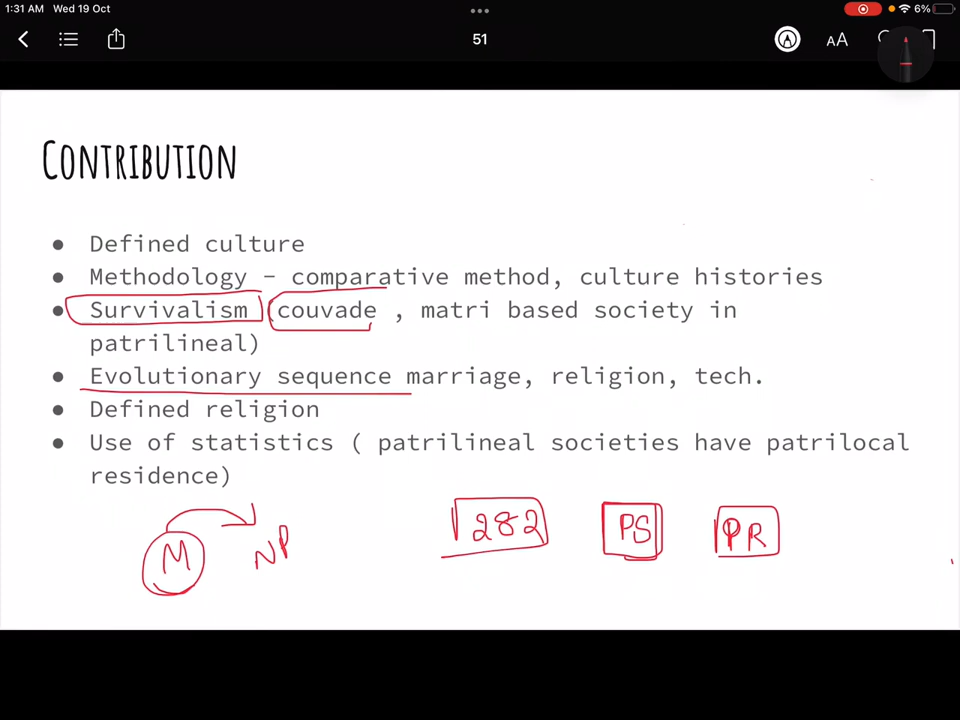 1:31 AM Wed 19 Oct
6%
51
AA
CONTRIBUTION
● Defined culture
● Methodology - comparative method, culture histories
● Survivalism (couvade , matri based society in
patrilineal)
● Evolutionary sequence marriage, religion, tech.
● Defined religion
● Use of statistics ( patrilineal societies have patrilocal
residence)
M NP 282 PS PR